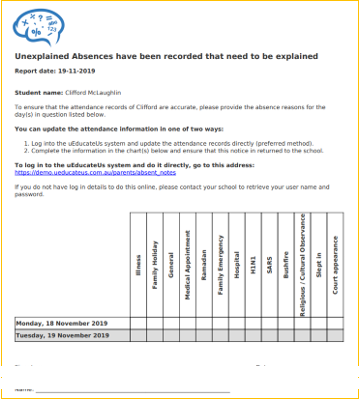 Unexplained Absences have been recorded that need to be explained
Report date: 19-11-2019
Student name: Clifford McLaughlin
To ensure that the attendance records of Clifford are accurate, please provide the absence reasons for the
day(s) in question listed below.
You can update the attendance information in one of two ways:
1. Log into the uEducateUs system and update the attendance records directly (preferred method).
2. Complete the information in the chart(s) below and ensure that this notice in returned to the school.
To log in to the uEducateUs system and do it directly, go to this address:
https://demo.ueducateus.com.au/parents/absent_notes
If you do not have log in details to do this online, please contact your school to retrieve your user name and
password.
Illness
Family Holiday
General
Medical Appointment
Ramadan
Family Emergency
Hospital
H1N1
SARS
Bushfire
Religious / Cultural Observance
Slept in
Court appearance
Monday, 18 November 2019
Tuesday, 19 November 2019